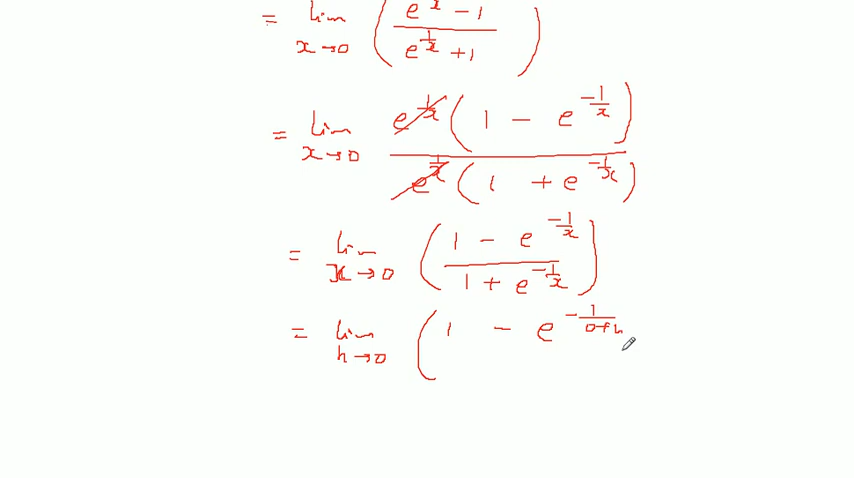 = lim x→0 ( (e^(1/x) − 1) / (e^(1/x) + 1) )
= lim x→0 e^(1/x) ( 1 − e^(−1/x) ) / e^(1/x) ( 1 + e^(−1/x) )
= lim x→0 ( (1 − e^(−1/x)) / (1 + e^(−1/x)) )
= lim h→0 ( 1 − e^(−1/(0+h))